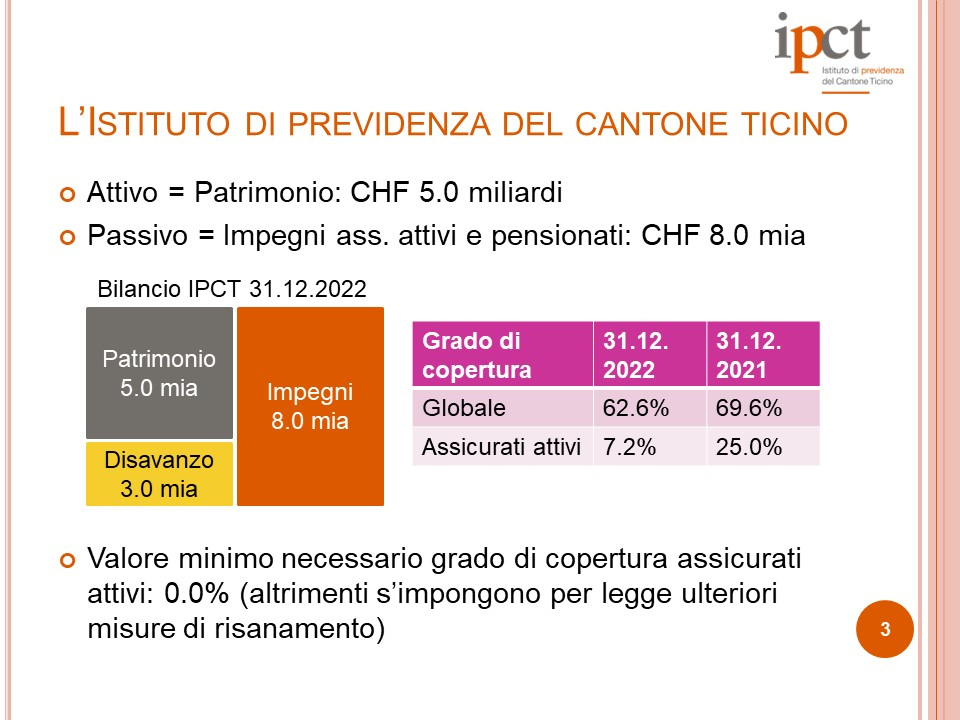 ipct
Istituto di previdenza
del Cantone Ticino
L'ISTITUTO DI PREVIDENZA DEL CANTONE TICINO
Attivo = Patrimonio: CHF 5.0 miliardi
Passivo = Impegni ass. attivi e pensionati: CHF 8.0 mia
Bilancio IPCT 31.12.2022
Patrimonio
5.0 mia
Disavanzo
3.0 mia
Impegni
8.0 mia
Grado di copertura 31.12.2022 31.12.2021
Globale 62.6% 69.6%
Assicurati attivi 7.2% 25.0%
Valore minimo necessario grado di copertura assicurati
attivi: 0.0% (altrimenti s'impongono per legge ulteriori
misure di risanamento)
3